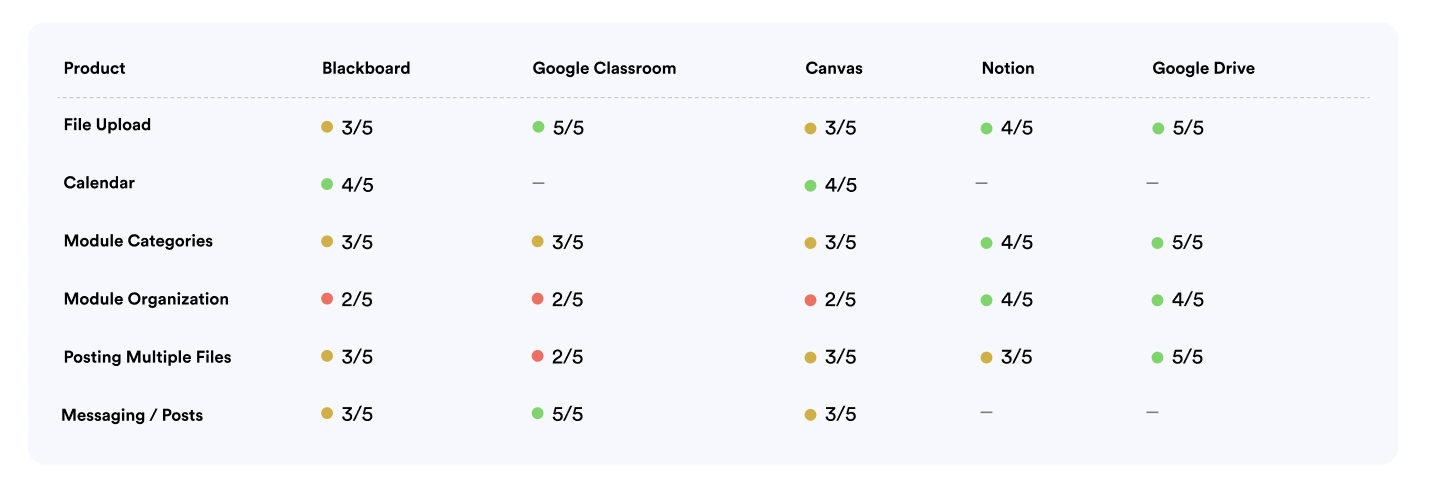 Product Blackboard Google Classroom Canvas Notion Google Drive
File Upload 3/5 5/5 3/5 4/5 5/5
Calendar 4/5 — 4/5 — —
Module Categories 3/5 3/5 3/5 4/5 5/5
Module Organization 2/5 2/5 2/5 4/5 4/5
Posting Multiple Files 3/5 2/5 3/5 3/5 5/5
Messaging / Posts 3/5 5/5 3/5 — —